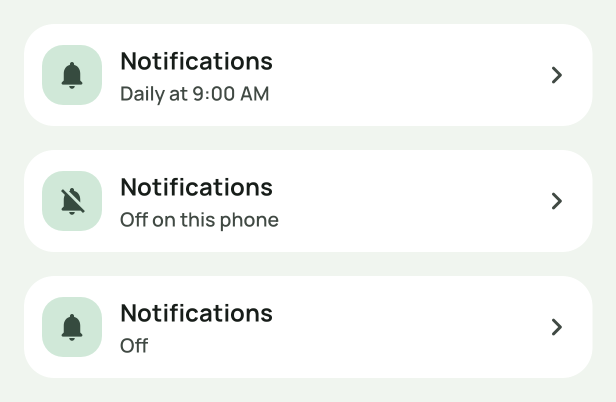 Notifications
Daily at 9:00 AM
Notifications
Off on this phone
Notifications
Off